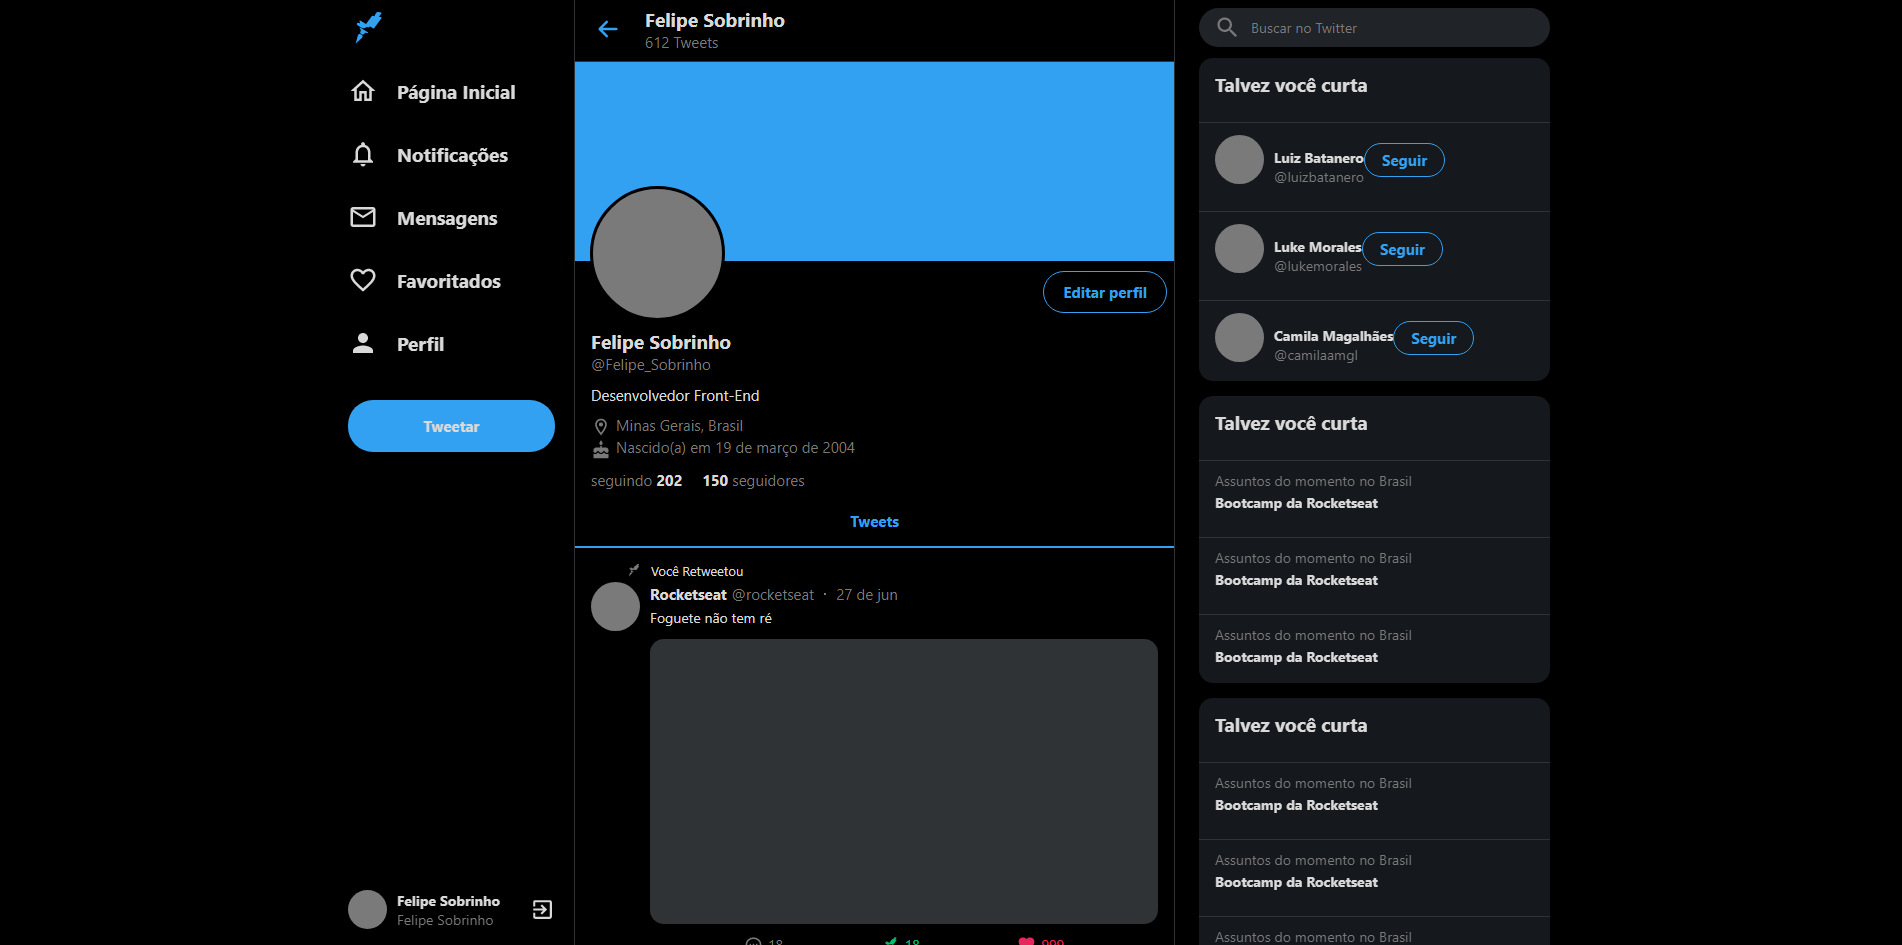 Página Inicial
Notificações
Mensagens
Favoritados
Perfil
Tweetar
Felipe Sobrinho
Felipe Sobrinho
Felipe Sobrinho
612 Tweets
Editar perfil
Felipe Sobrinho
@Felipe_Sobrinho
Desenvolvedor Front-End
Minas Gerais, Brasil
Nascido(a) em 19 de março de 2004
seguindo 202 150 seguidores
Tweets
Você Retweetou
Rocketseat @rocketseat · 27 de jun
Foguete não tem ré
18 18 999
Buscar no Twitter
Talvez você curta
Luiz Batanero
@luizbatanero
Seguir
Luke Morales
@lukemorales
Seguir
Camila Magalhães
@camilaamgl
Seguir
Talvez você curta
Assuntos do momento no Brasil
Bootcamp da Rocketseat
Assuntos do momento no Brasil
Bootcamp da Rocketseat
Assuntos do momento no Brasil
Bootcamp da Rocketseat
Talvez você curta
Assuntos do momento no Brasil
Bootcamp da Rocketseat
Assuntos do momento no Brasil
Bootcamp da Rocketseat
Assuntos do momento no Brasil